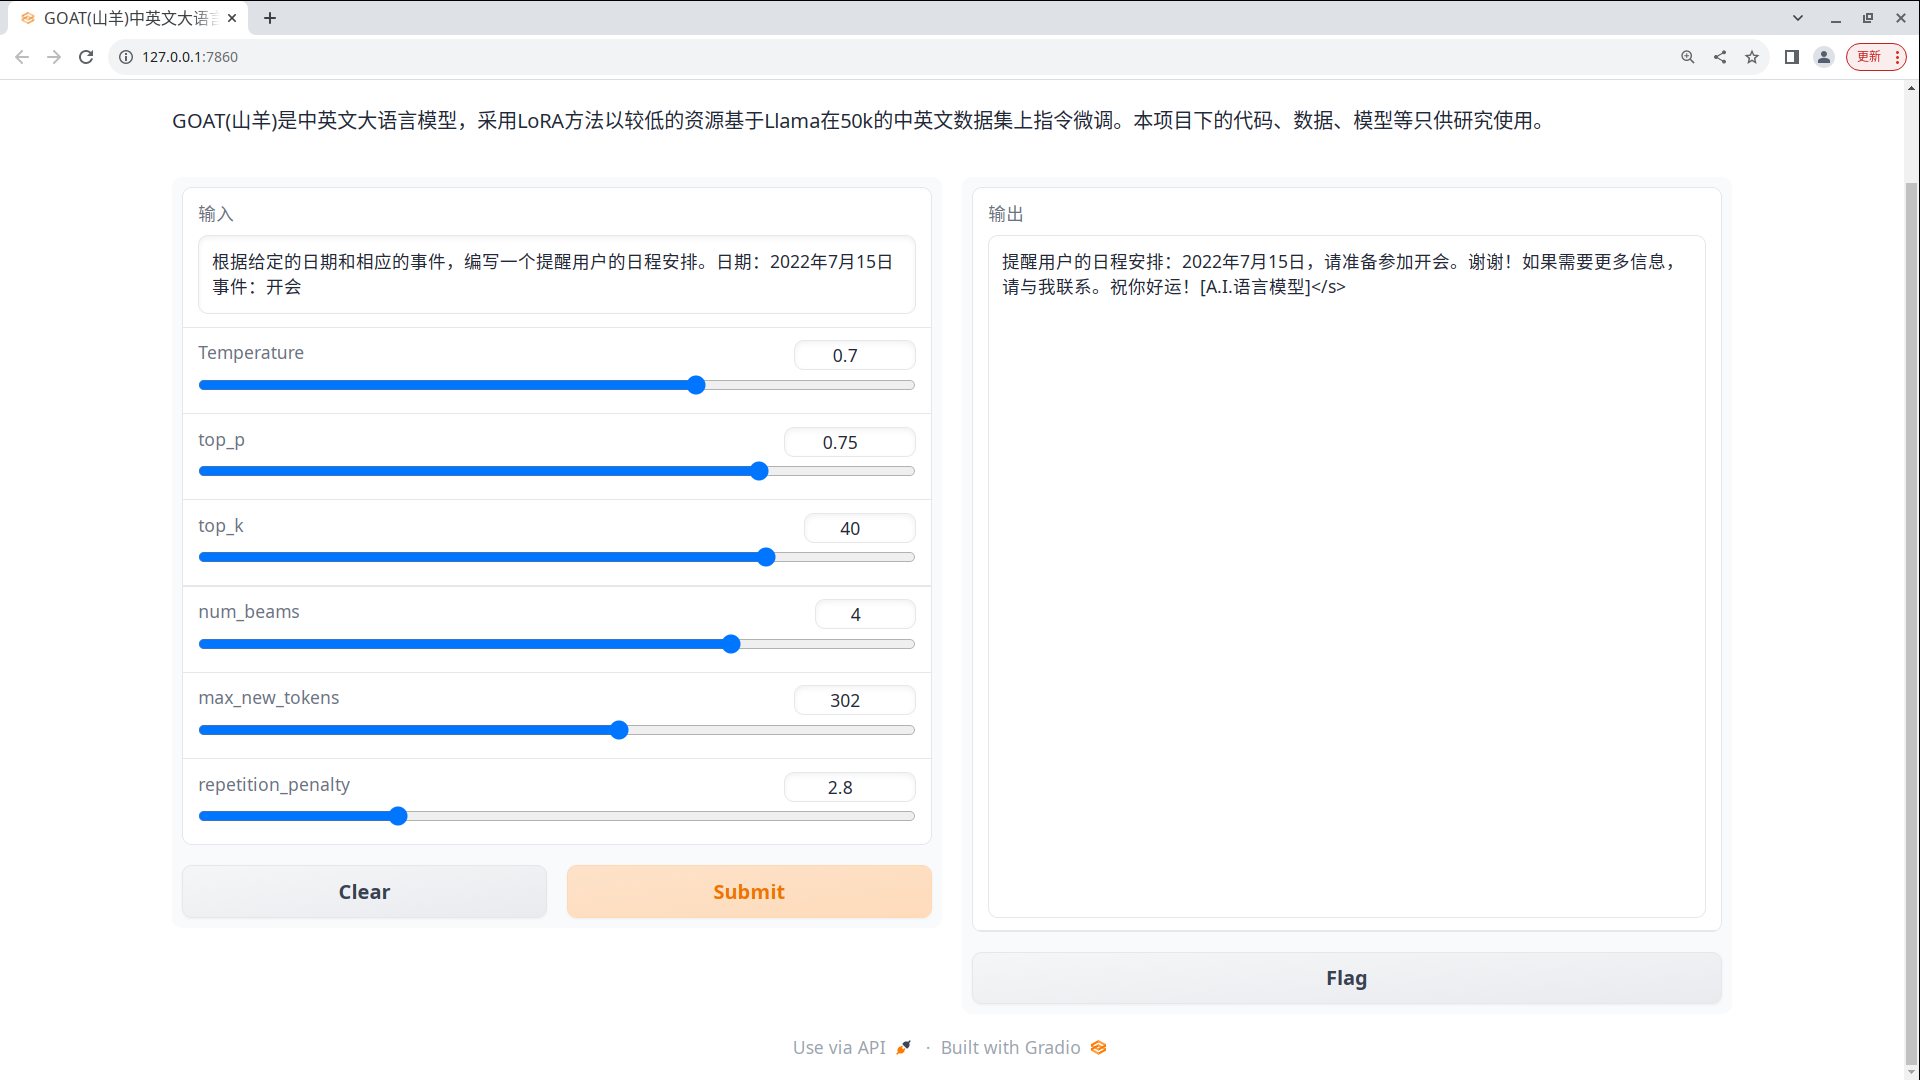 GOAT(山羊)中英文大语言
127.0.0.1:7860
更新
GOAT(山羊)是中英文大语言模型，采用LoRA方法以较低的资源基于Llama在50k的中英文数据集上指令微调。本项目下的代码、数据、模型等只供研究使用。
输入
根据给定的日期和相应的事件，编写一个提醒用户的日程安排。日期：2022年7月15日
事件：开会
Temperature
0.7
top_p
0.75
top_k
40
num_beams
4
max_new_tokens
302
repetition_penalty
2.8
Clear
Submit
输出
提醒用户的日程安排：2022年7月15日，请准备参加开会。谢谢！如果需要更多信息，
请与我联系。祝你好运！[A.I.语言模型]</s>
Flag
Use via API · Built with Gradio